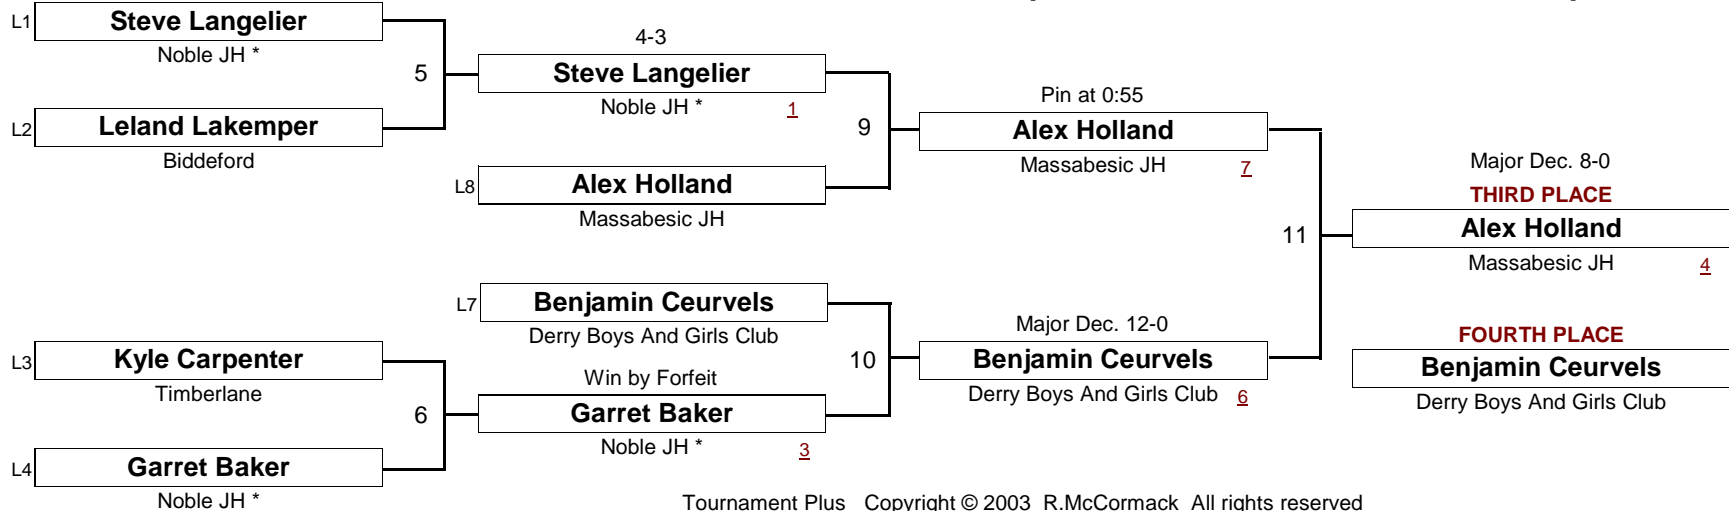 L1 Steve Langelier
Noble JH *
5
L2 Leland Lakemper
Biddeford
4-3
Steve Langelier
Noble JH * 1
9
L8 Alex Holland
Massabesic JH
Pin at 0:55
Alex Holland
Massabesic JH 7
11
Major Dec. 8-0
THIRD PLACE
Alex Holland
Massabesic JH 4
L7 Benjamin Ceurvels
Derry Boys And Girls Club
10
L3 Kyle Carpenter
Timberlane
6
L4 Garret Baker
Noble JH *
Win by Forfeit
Garret Baker
Noble JH * 3
Major Dec. 12-0
Benjamin Ceurvels
Derry Boys And Girls Club 6
FOURTH PLACE
Benjamin Ceurvels
Derry Boys And Girls Club
Tournament Plus Copyright © 2003 R.McCormack All rights reserved